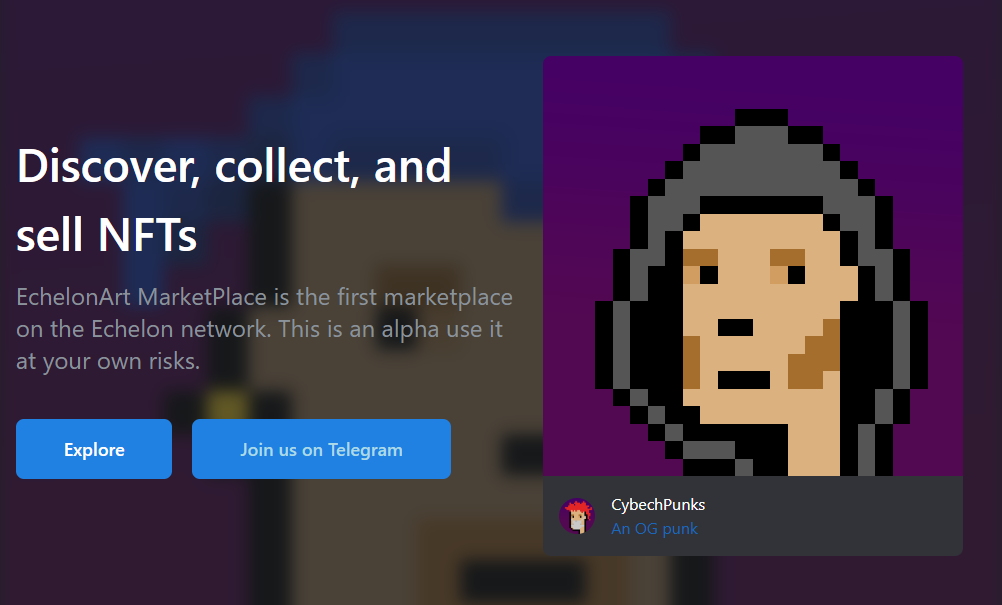 Discover, collect, and
sell NFTs
EchelonArt MarketPlace is the first marketplace
on the Echelon network. This is an alpha use it
at your own risks.
Explore
Join us on Telegram
CybechPunks
An OG punk